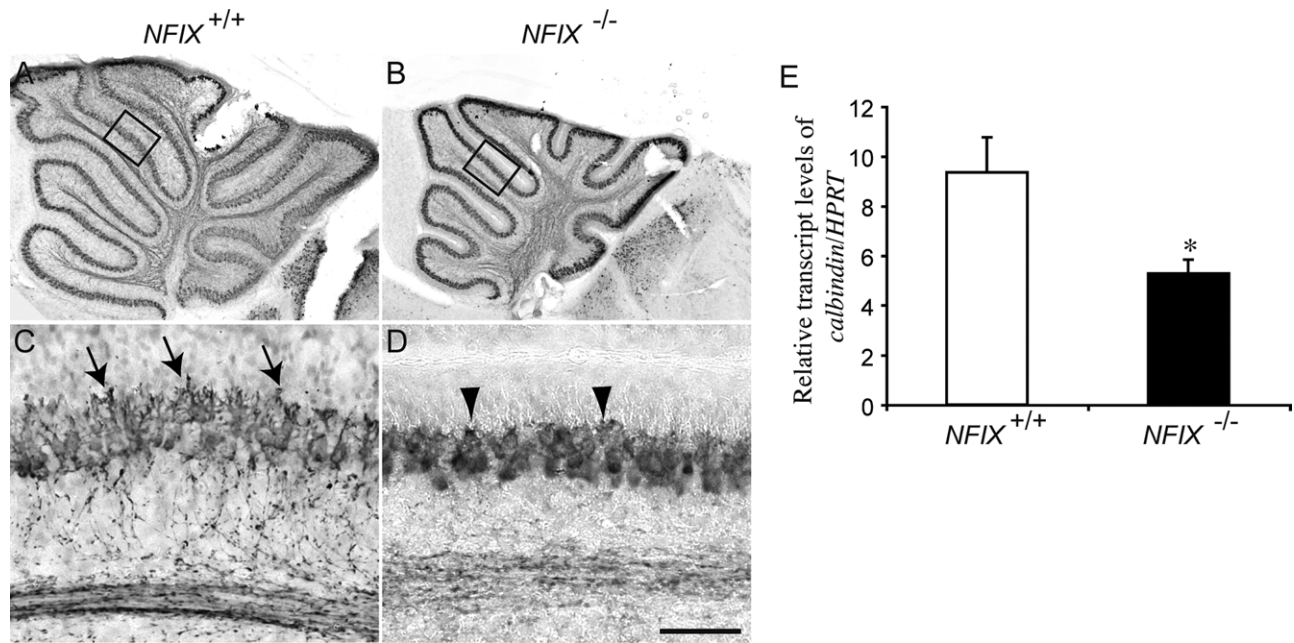 NFIX +/+
NFIX -/-
A
B
C
D
E
Relative transcript levels of
calbindin/HPRT
12
10
8
6
4
2
0
*
NFIX +/+
NFIX -/-